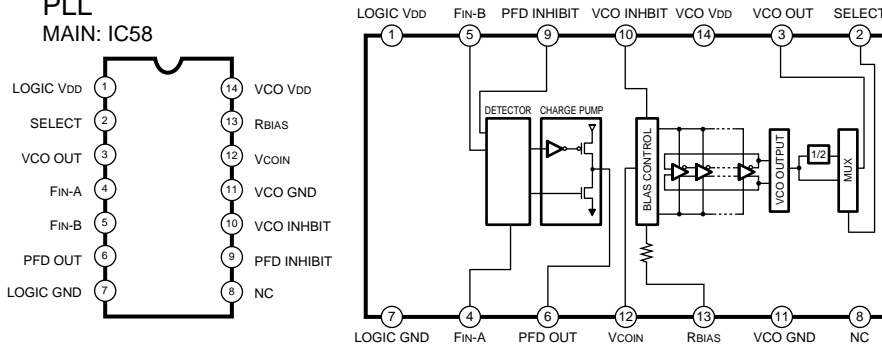 PLL
MAIN: IC58
LOGIC VDD 1
SELECT 2
VCO OUT 3
FIN-A 4
FIN-B 5
PFD OUT 6
LOGIC GND 7
14 VCO VDD
13 RBIAS
12 VCOIN
11 VCO GND
10 VCO INHBIT
9 PFD INHIBIT
8 NC
LOGIC VDD FIN-B PFD INHIBIT VCO INHBIT VCO VDD VCO OUT SELECT
1 5 9 10 14 3 2
DETECTOR CHARGE PUMP
BLAS CONTROL
VCO OUTPUT
1/2
MUX
7 4 6 12 13 11 8
LOGIC GND FIN-A PFD OUT VCOIN RBIAS VCO GND NC